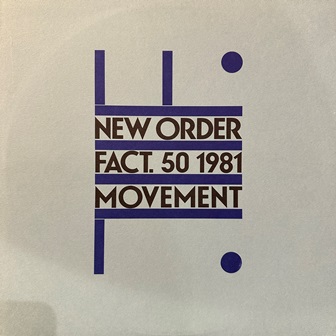 NEW ORDER
FACT. 50 1981
MOVEMENT